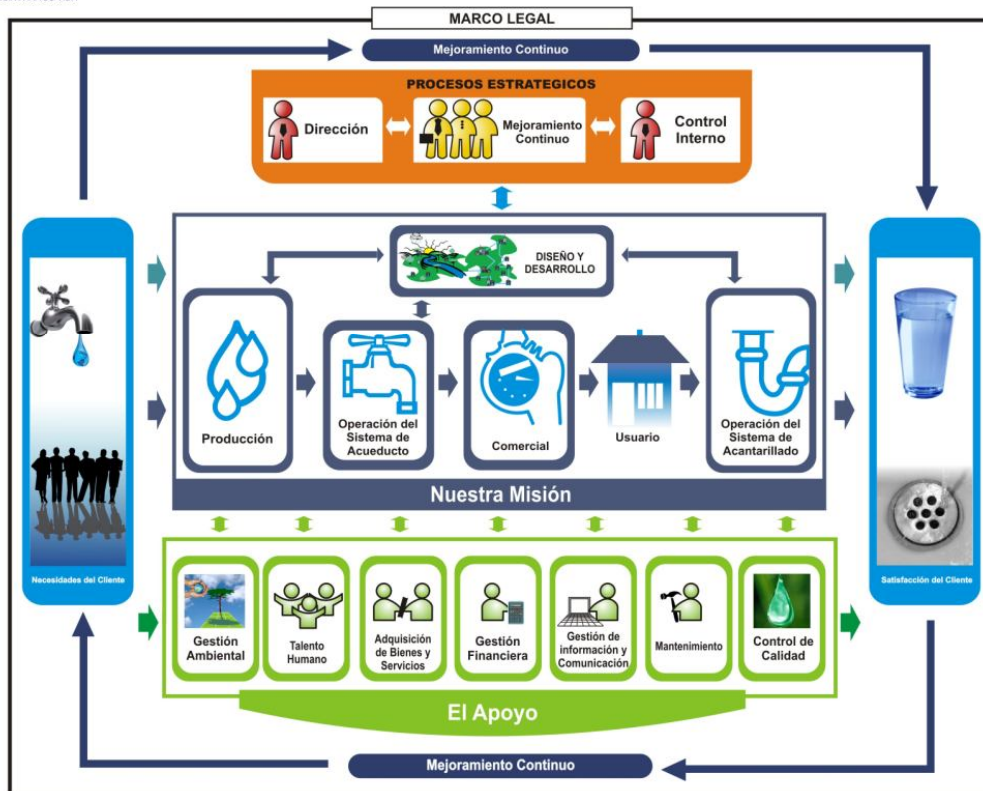 MARCO LEGAL
Mejoramiento Continuo
PROCESOS ESTRATEGICOS
Dirección
Mejoramiento
Continuo
Control
Interno
DISEÑO Y
DESARROLLO
Producción
Operación del
Sistema de
Acueducto
Comercial
Usuario
Operación del
Sistema de
Acantarillado
Nuestra Misión
Necesidades del Cliente
Satisfacción del Cliente
Gestión
Ambiental
Talento
Humano
Adquisición
de Bienes y
Servicios
Gestión
Financiera
Gestión de
información y
Comunicación
Mantenimiento
Control de
Calidad
El Apoyo
Mejoramiento Continuo